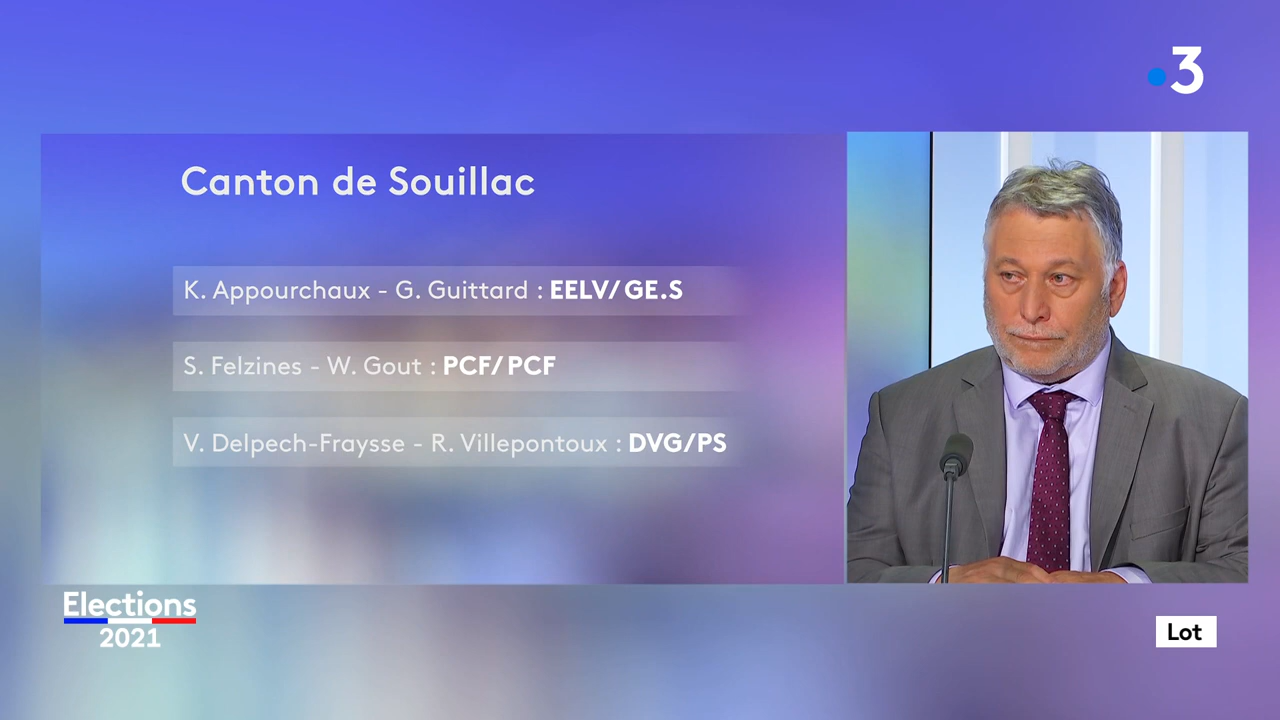 3
Canton de Souillac
K. Appourchaux - G. Guittard : EELV/ GE.S
S. Felzines - W. Gout : PCF/ PCF
V. Delpech-Fraysse - R. Villepontoux : DVG/PS
Elections
2021
Lot